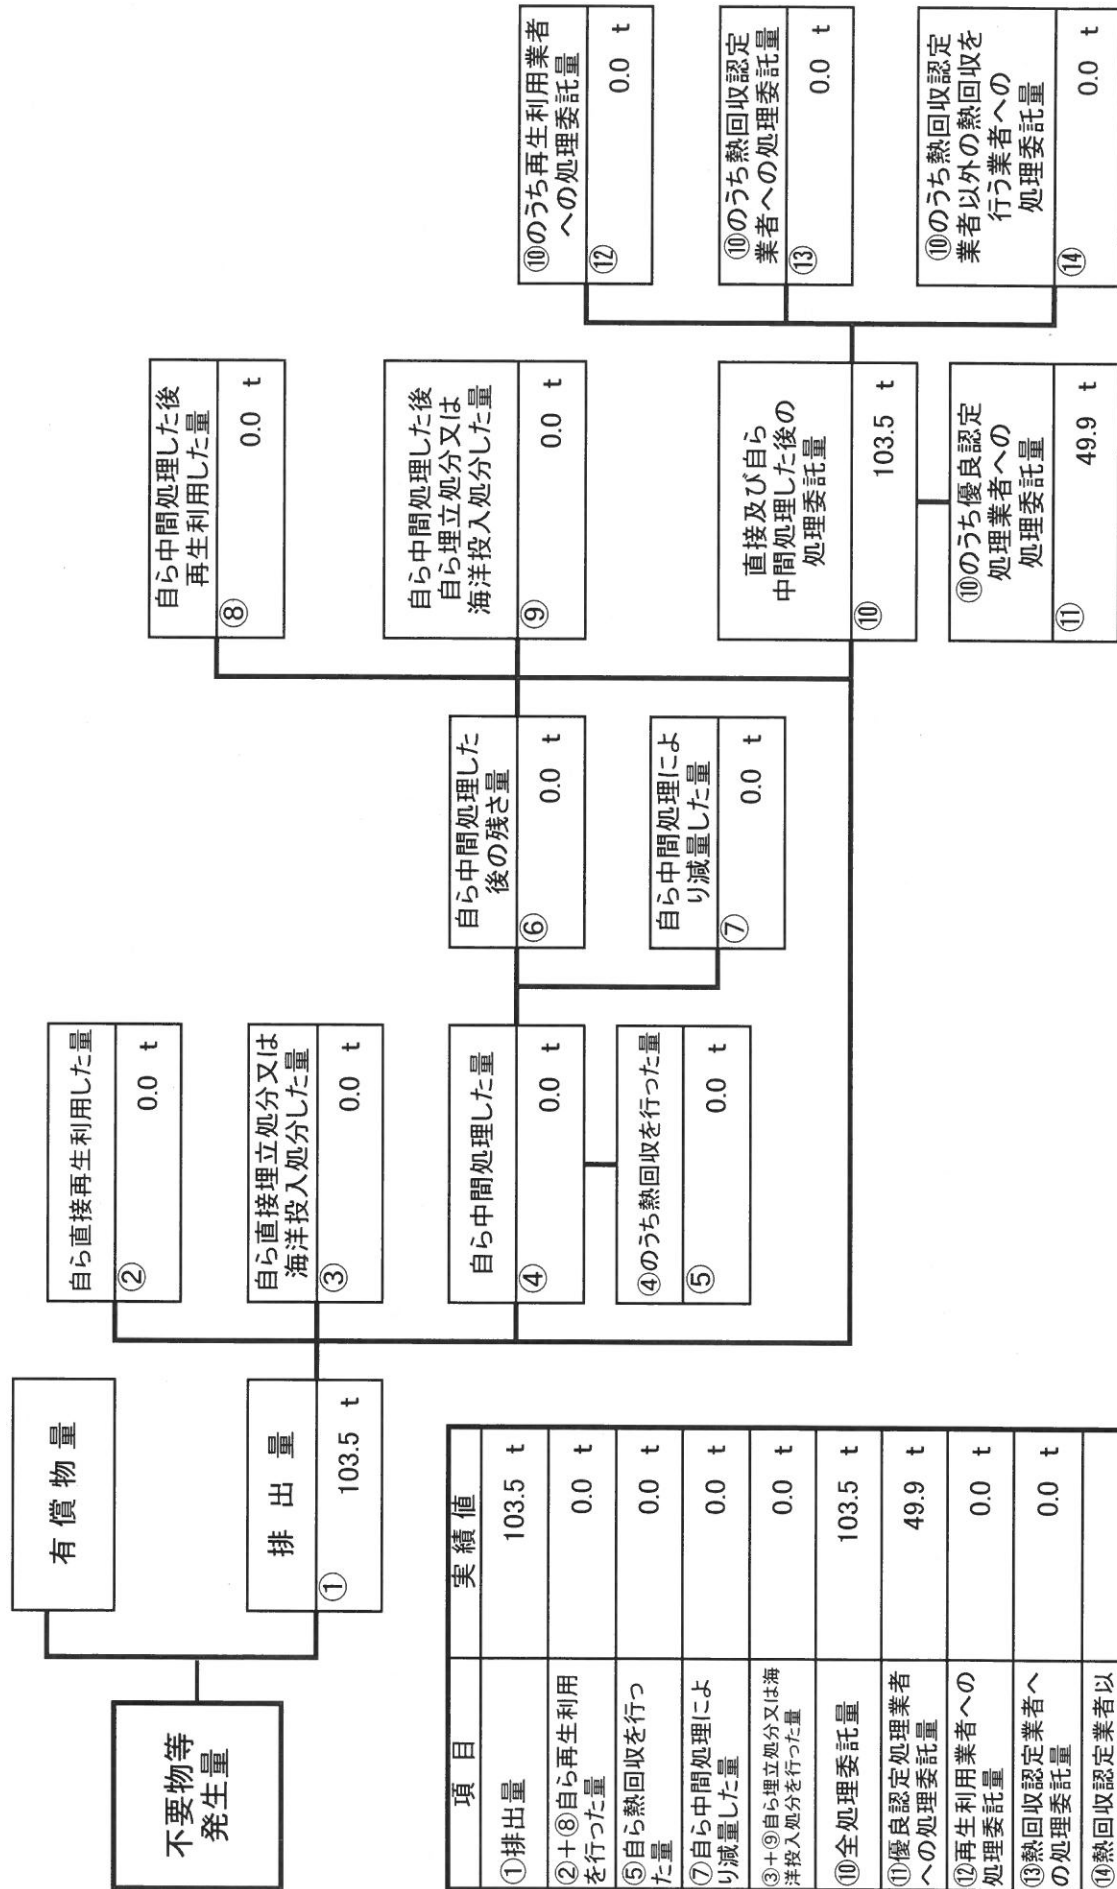 不要物等
発生量
有 償 物 量
排 出 量
① 103.5 t
自ら直接再生利用した量
② 0.0 t
自ら直接埋立処分又は
海洋投入処分した量
③ 0.0 t
自ら中間処理した量
④ 0.0 t
④のうち熱回収を行った量
⑤ 0.0 t
自ら中間処理した
後の残さ量
⑥ 0.0 t
自ら中間処理によ
り減量した量
⑦ 0.0 t
自ら中間処理した後
再生利用した量
⑧ 0.0 t
自ら中間処理した後
自ら埋立処分又は
海洋投入処分した量
⑨ 0.0 t
直接及び自ら
中間処理した後の
処理委託量
⑩ 103.5 t
⑩のうち優良認定
処理業者への
処理委託量
⑪ 49.9 t
⑩のうち再生利用業者
への処理委託量
⑫ 0.0 t
⑩のうち熱回収認定
業者への処理委託量
⑬ 0.0 t
⑩のうち熱回収認定
業者以外の熱回収を
行う業者への
処理委託量
⑭ 0.0 t
項 目 実 績 値
①排出量 103.5 t
②+⑧自ら再生利用
を行った量 0.0 t
⑤自ら熱回収を行っ
た量 0.0 t
⑦自ら中間処理によ
り減量した量 0.0 t
③+⑨自ら埋立処分又は海
洋投入処分を行った量 0.0 t
⑩全処理委託量 103.5 t
⑪優良認定処理業者
への処理委託量 49.9 t
⑫再生利用業者への
処理委託量 0.0 t
⑬熱回収認定業者へ
の処理委託量 0.0 t
⑭熱回収認定業者以